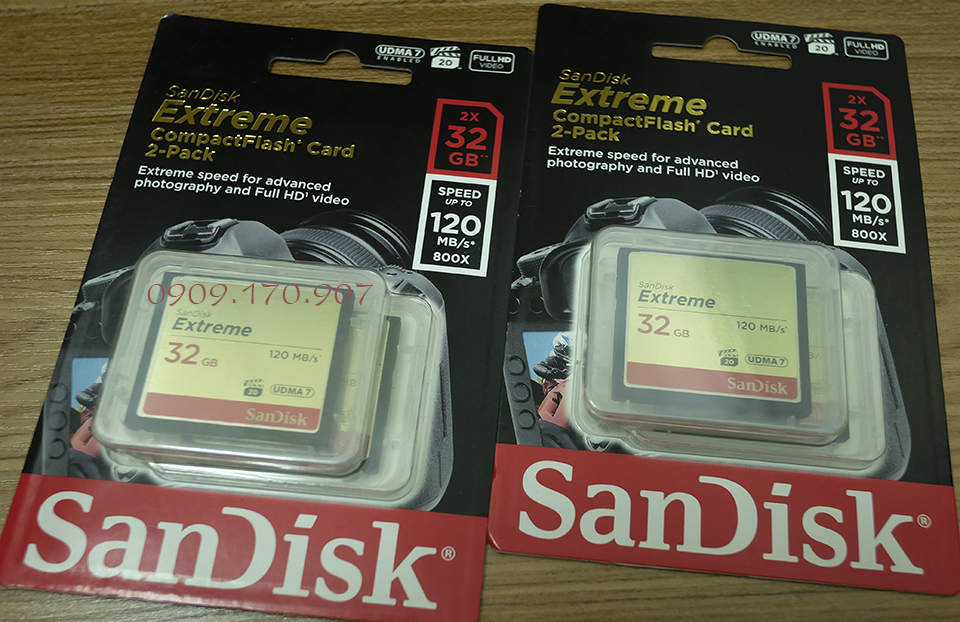 UDMA 7
ENABLED
20
FULL HD
VIDEO
SanDisk
Extreme
CompactFlash® Card
2-Pack
Extreme speed for advanced
photography and Full HD¹ video
2X
32
GB**
SPEED
UP TO
120
MB/s*
800X
0909.170.907
SanDisk
Extreme
32 GB
120 MB/s*
20
UDMA 7
SanDisk
SanDisk®
UDMA 7
ENABLED
20
FULL HD
VIDEO
SanDisk
Extreme
CompactFlash® Card
2-Pack
Extreme speed for advanced
photography and Full HD¹ video
2X
32
GB**
SPEED
UP TO
120
MB/s*
800X
SanDisk
Extreme
32 GB
120 MB/s*
20
UDMA 7
SanDisk
SanDisk®